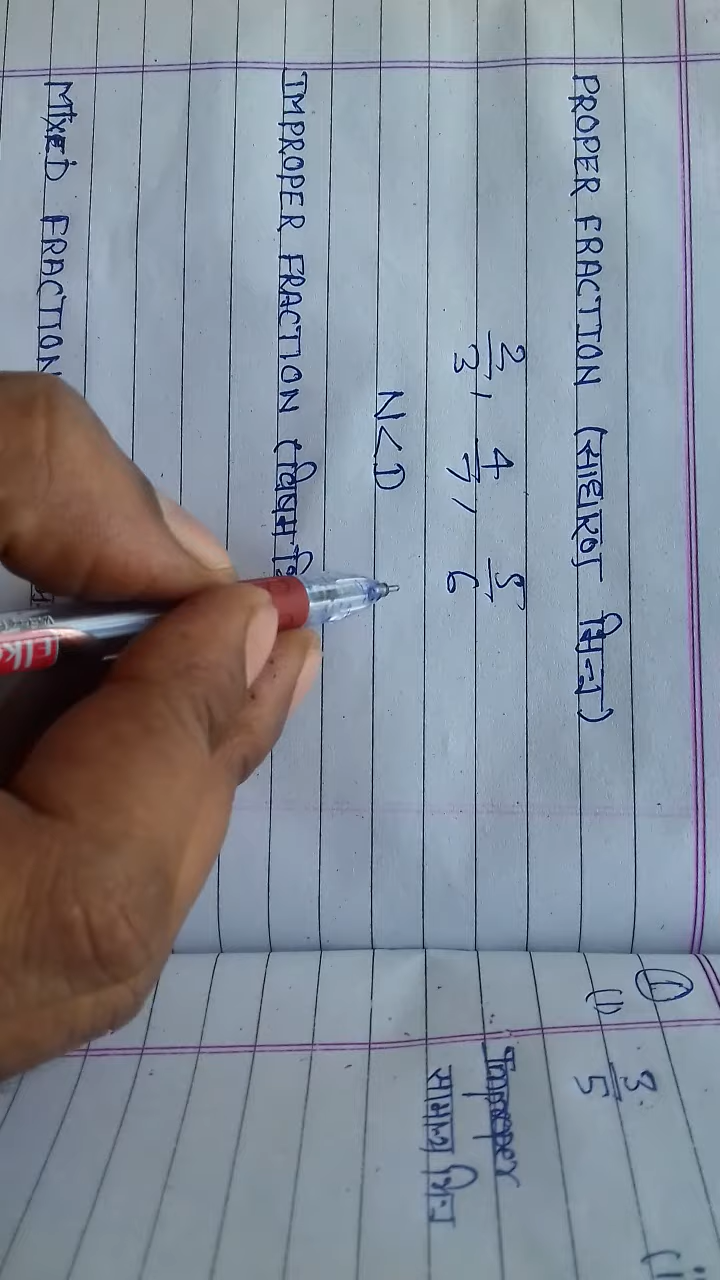 PROPER FRACTION (साधारण भिन्न)
2/3, 4/7, 5/6
N<D
IMPROPER FRACTION (विषम
MIXED FRACTION
①
(i) 3/5
Improper
सामान्य भिन्न